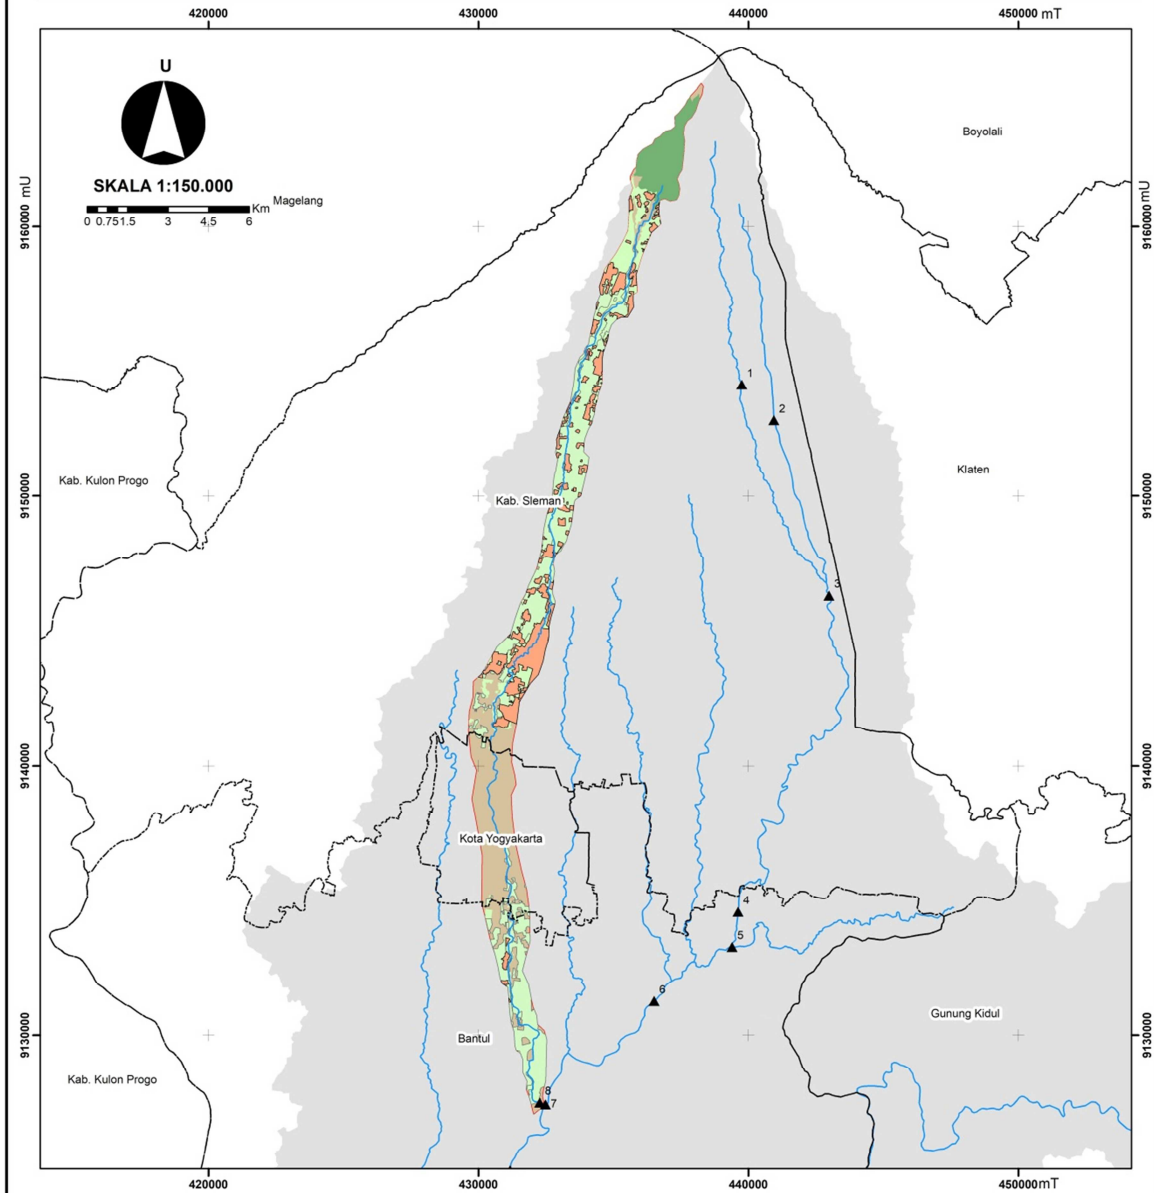 420000 430000 440000 450000 mT
U
SKALA 1:150.000
Km
0 0.75 1.5 3 4,5 6
Magelang
Boyolali
9160000 mU
9160000 mU
1
2
Kab. Kulon Progo
Klaten
Kab. Sleman
9150000
9150000
3
9140000
9140000
Kota Yogyakarta
4
5
6
Gunung Kidul
Bantul
9130000
9130000
Kab. Kulon Progo
8
7
420000 430000 440000 450000 mT